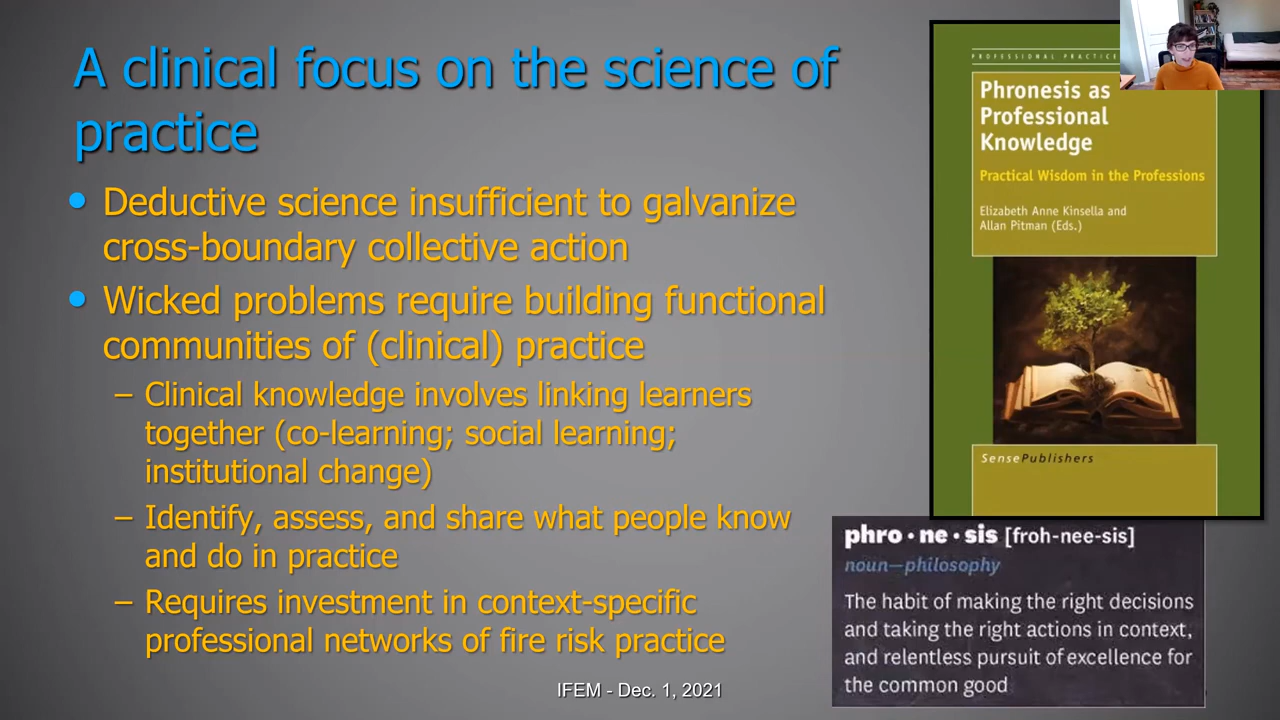 A clinical focus on the science of
practice
• Deductive science insufficient to galvanize
cross-boundary collective action
• Wicked problems require building functional
communities of (clinical) practice
– Clinical knowledge involves linking learners
together (co-learning; social learning;
institutional change)
– Identify, assess, and share what people know
and do in practice
– Requires investment in context-specific
professional networks of fire risk practice
IFEM - Dec. 1, 2021
PROFESSIONAL PRACTICE
Phronesis as
Professional
Knowledge
Practical Wisdom in the Professions
Elizabeth Anne Kinsella and
Allan Pitman (Eds.)
SensePublishers
phro•ne•sis [froh-nee-sis]
noun—philosophy
The habit of making the right decisions
and taking the right actions in context,
and relentless pursuit of excellence for
the common good